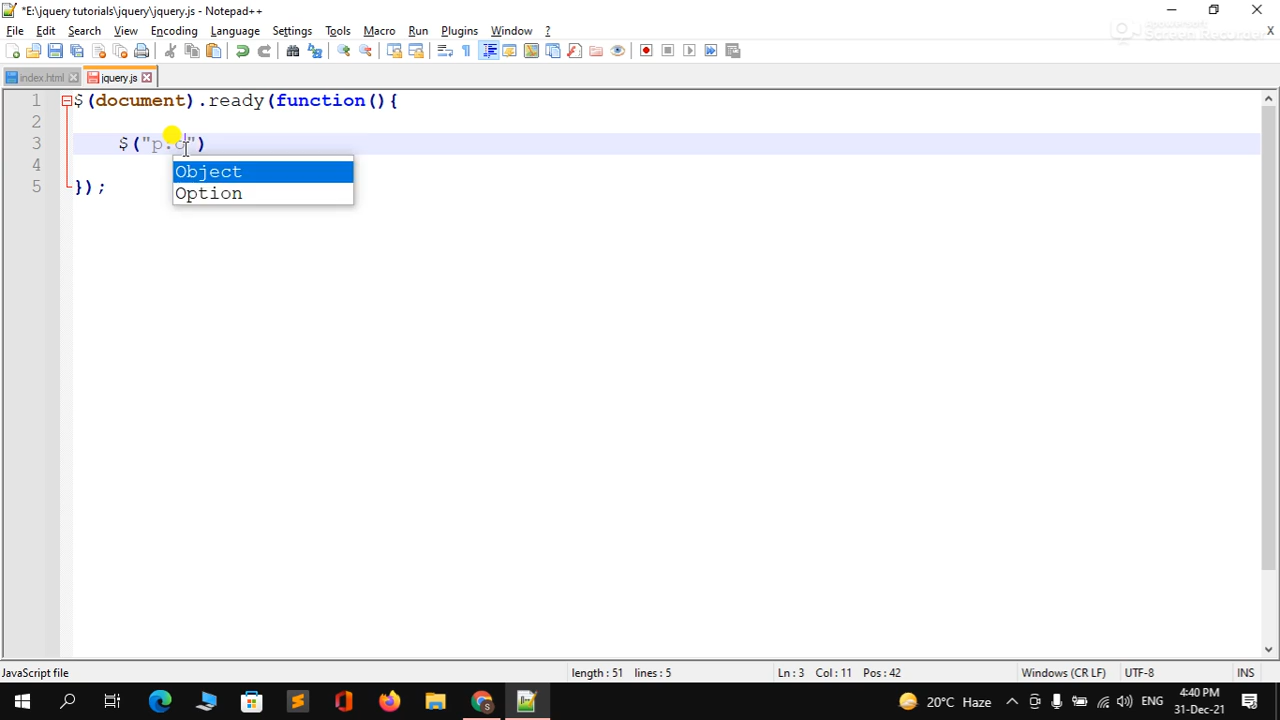 *E:\jquery tutorials\jquery\jquery.js - Notepad++
File Edit Search View Encoding Language Settings Tools Macro Run Plugins Window ? X
index.html jquery.js
1 $(document).ready(function(){
2
3 $("p.o")
Object
4
Option
5 });
JavaScript file length : 51 lines : 5 Ln : 3 Col : 11 Pos : 42 Windows (CR LF) UTF-8 INS
20°C Haze ENG 4:40 PM
31-Dec-21